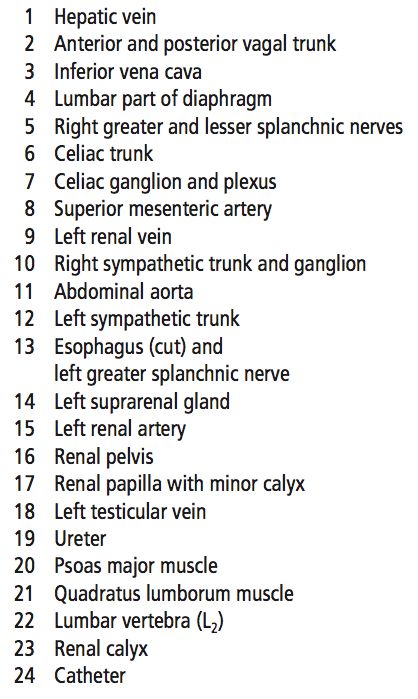 1 Hepatic vein
2 Anterior and posterior vagal trunk
3 Inferior vena cava
4 Lumbar part of diaphragm
5 Right greater and lesser splanchnic nerves
6 Celiac trunk
7 Celiac ganglion and plexus
8 Superior mesenteric artery
9 Left renal vein
10 Right sympathetic trunk and ganglion
11 Abdominal aorta
12 Left sympathetic trunk
13 Esophagus (cut) and
left greater splanchnic nerve
14 Left suprarenal gland
15 Left renal artery
16 Renal pelvis
17 Renal papilla with minor calyx
18 Left testicular vein
19 Ureter
20 Psoas major muscle
21 Quadratus lumborum muscle
22 Lumbar vertebra (L₂)
23 Renal calyx
24 Catheter